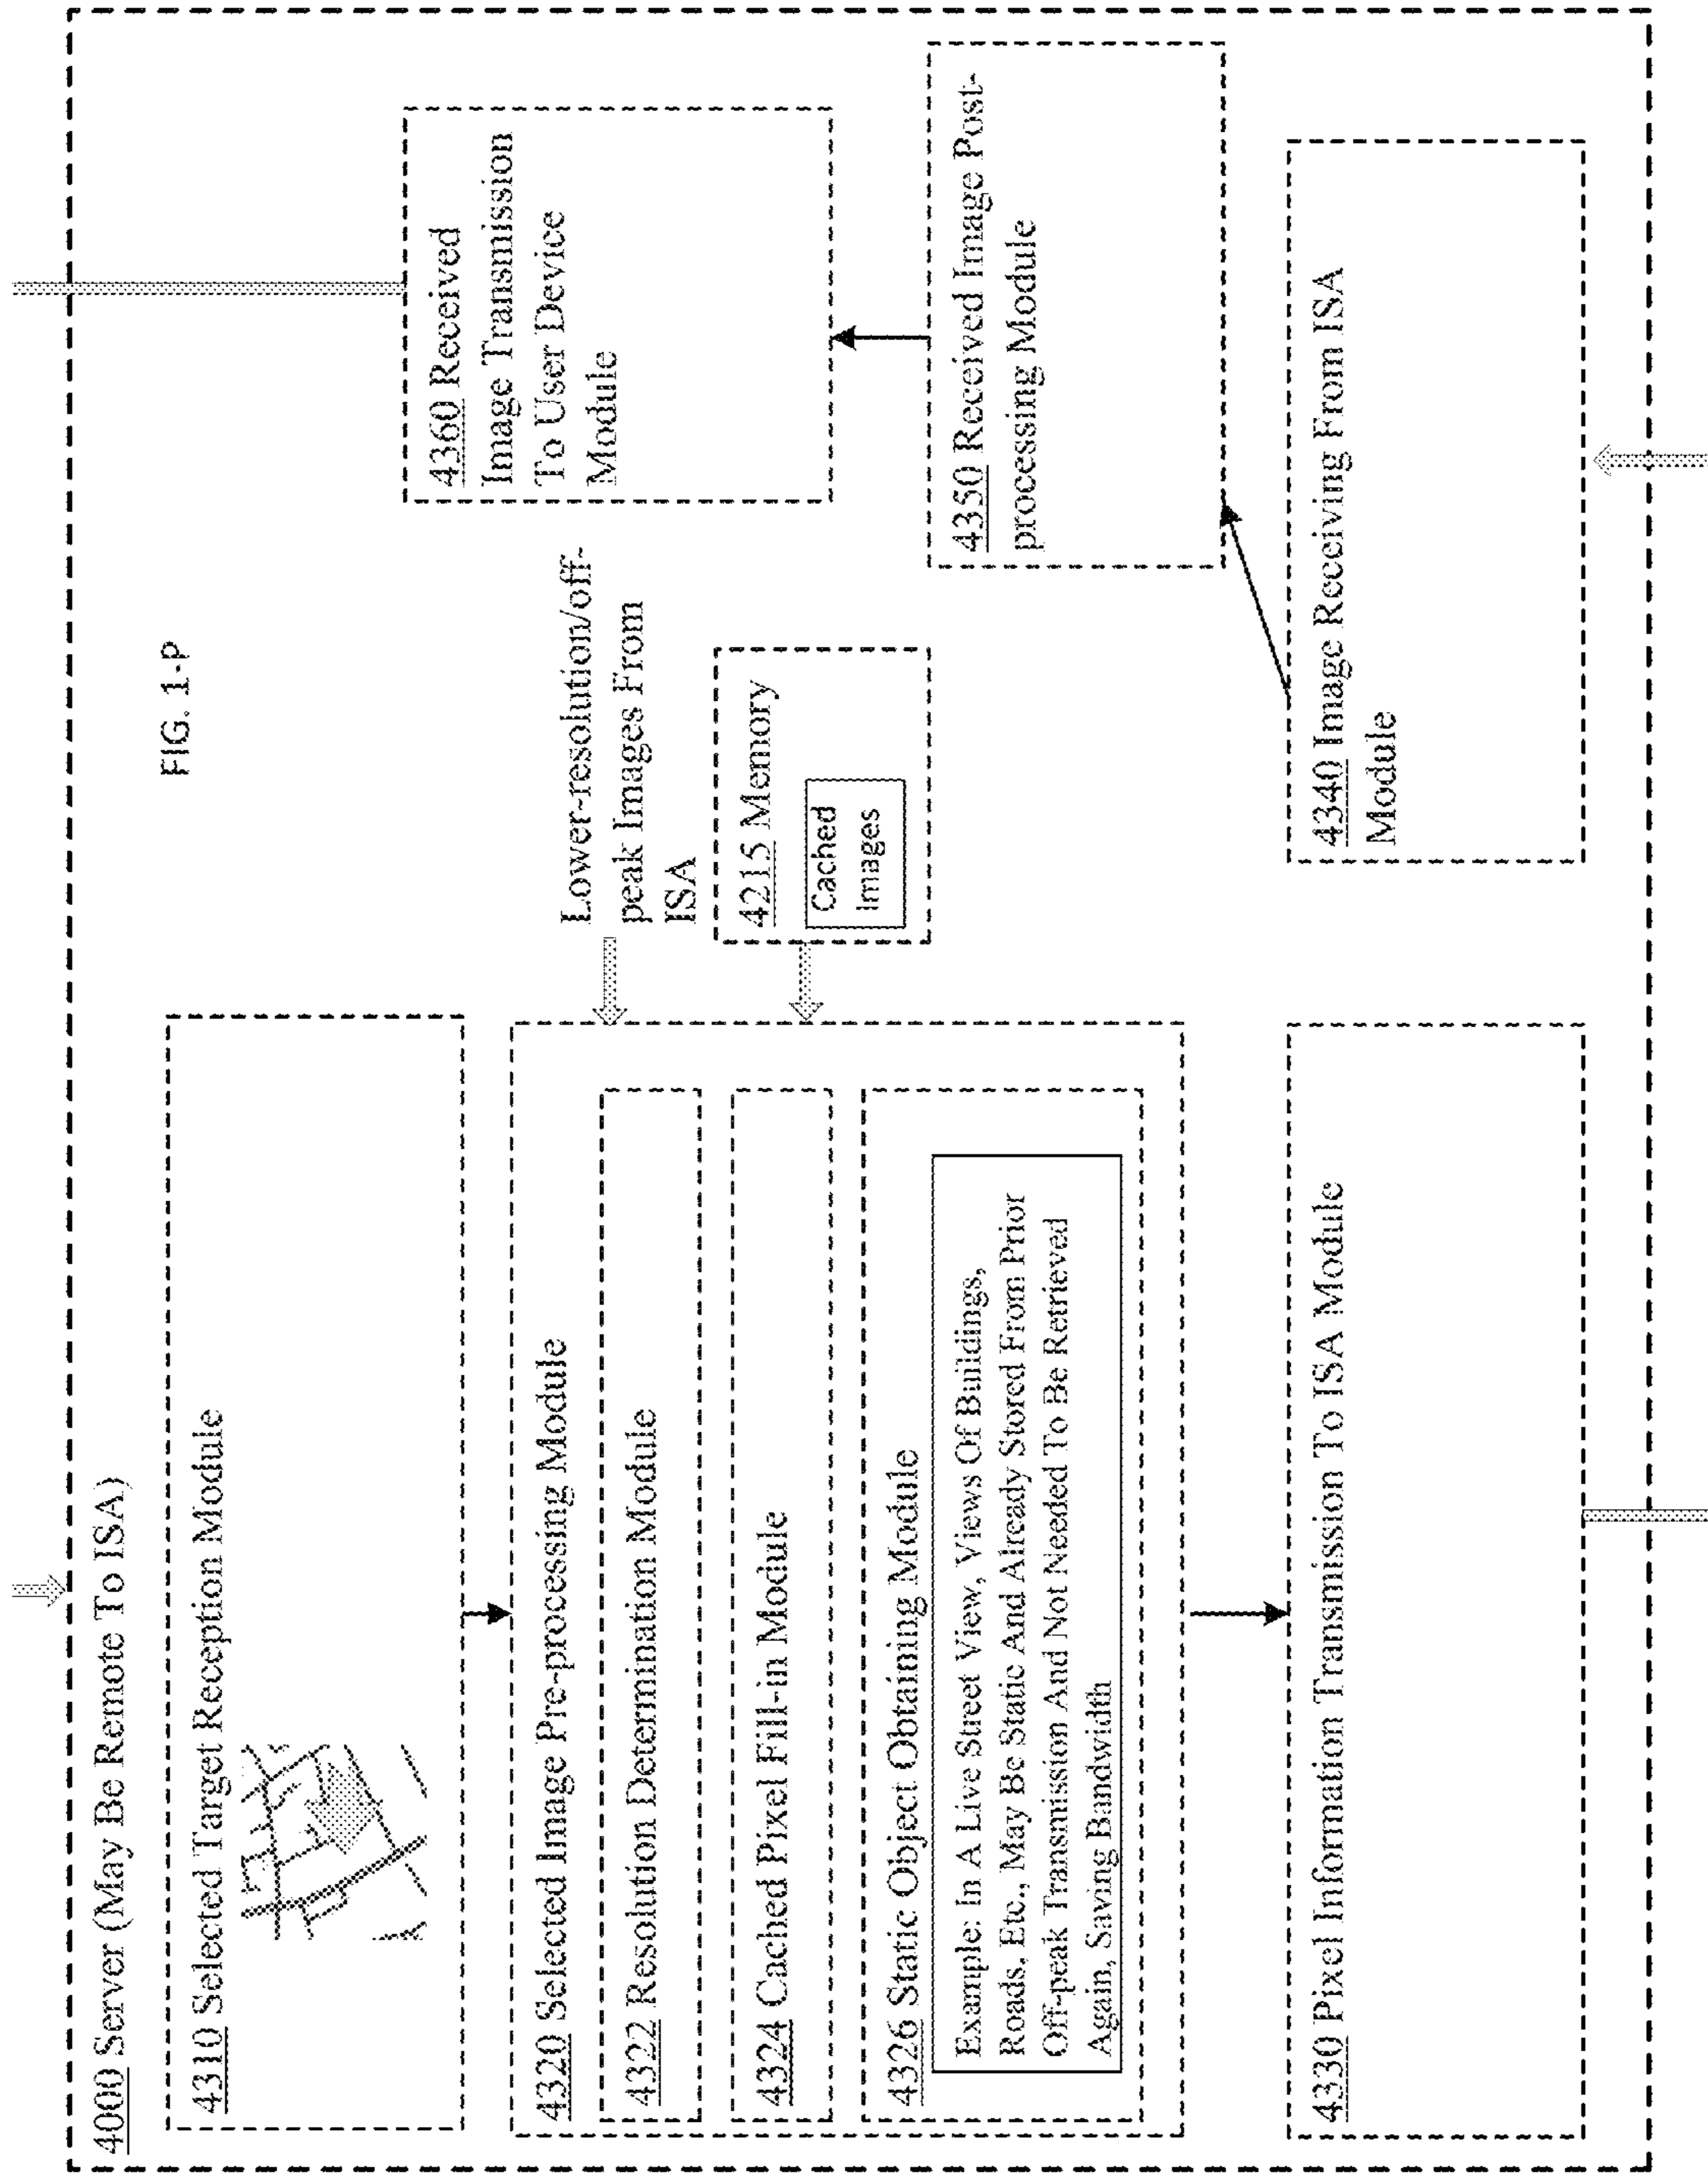 FIG. 1-P
4000 Server (May Be Remote To ISA)
4310 Selected Target Reception Module
4320 Selected Image Pre-processing Module
4322 Resolution Determination Module
4324 Cached Pixel Fill-in Module
4326 Static Object Obtaining Module
Example: In A Live Street View, Views Of Buildings,
Roads, Etc., May Be Static And Already Stored From Prior
Off-peak Transmission And Not Needed To Be Retrieved
Again, Saving Bandwidth
4330 Pixel Information Transmission To ISA Module
Lower-resolution/off-
peak Images From
ISA
4215 Memory
Cached
Images
4340 Image Receiving From ISA
Module
4350 Received Image Post-
processing Module
4360 Received
Image Transmission
To User Device
Module